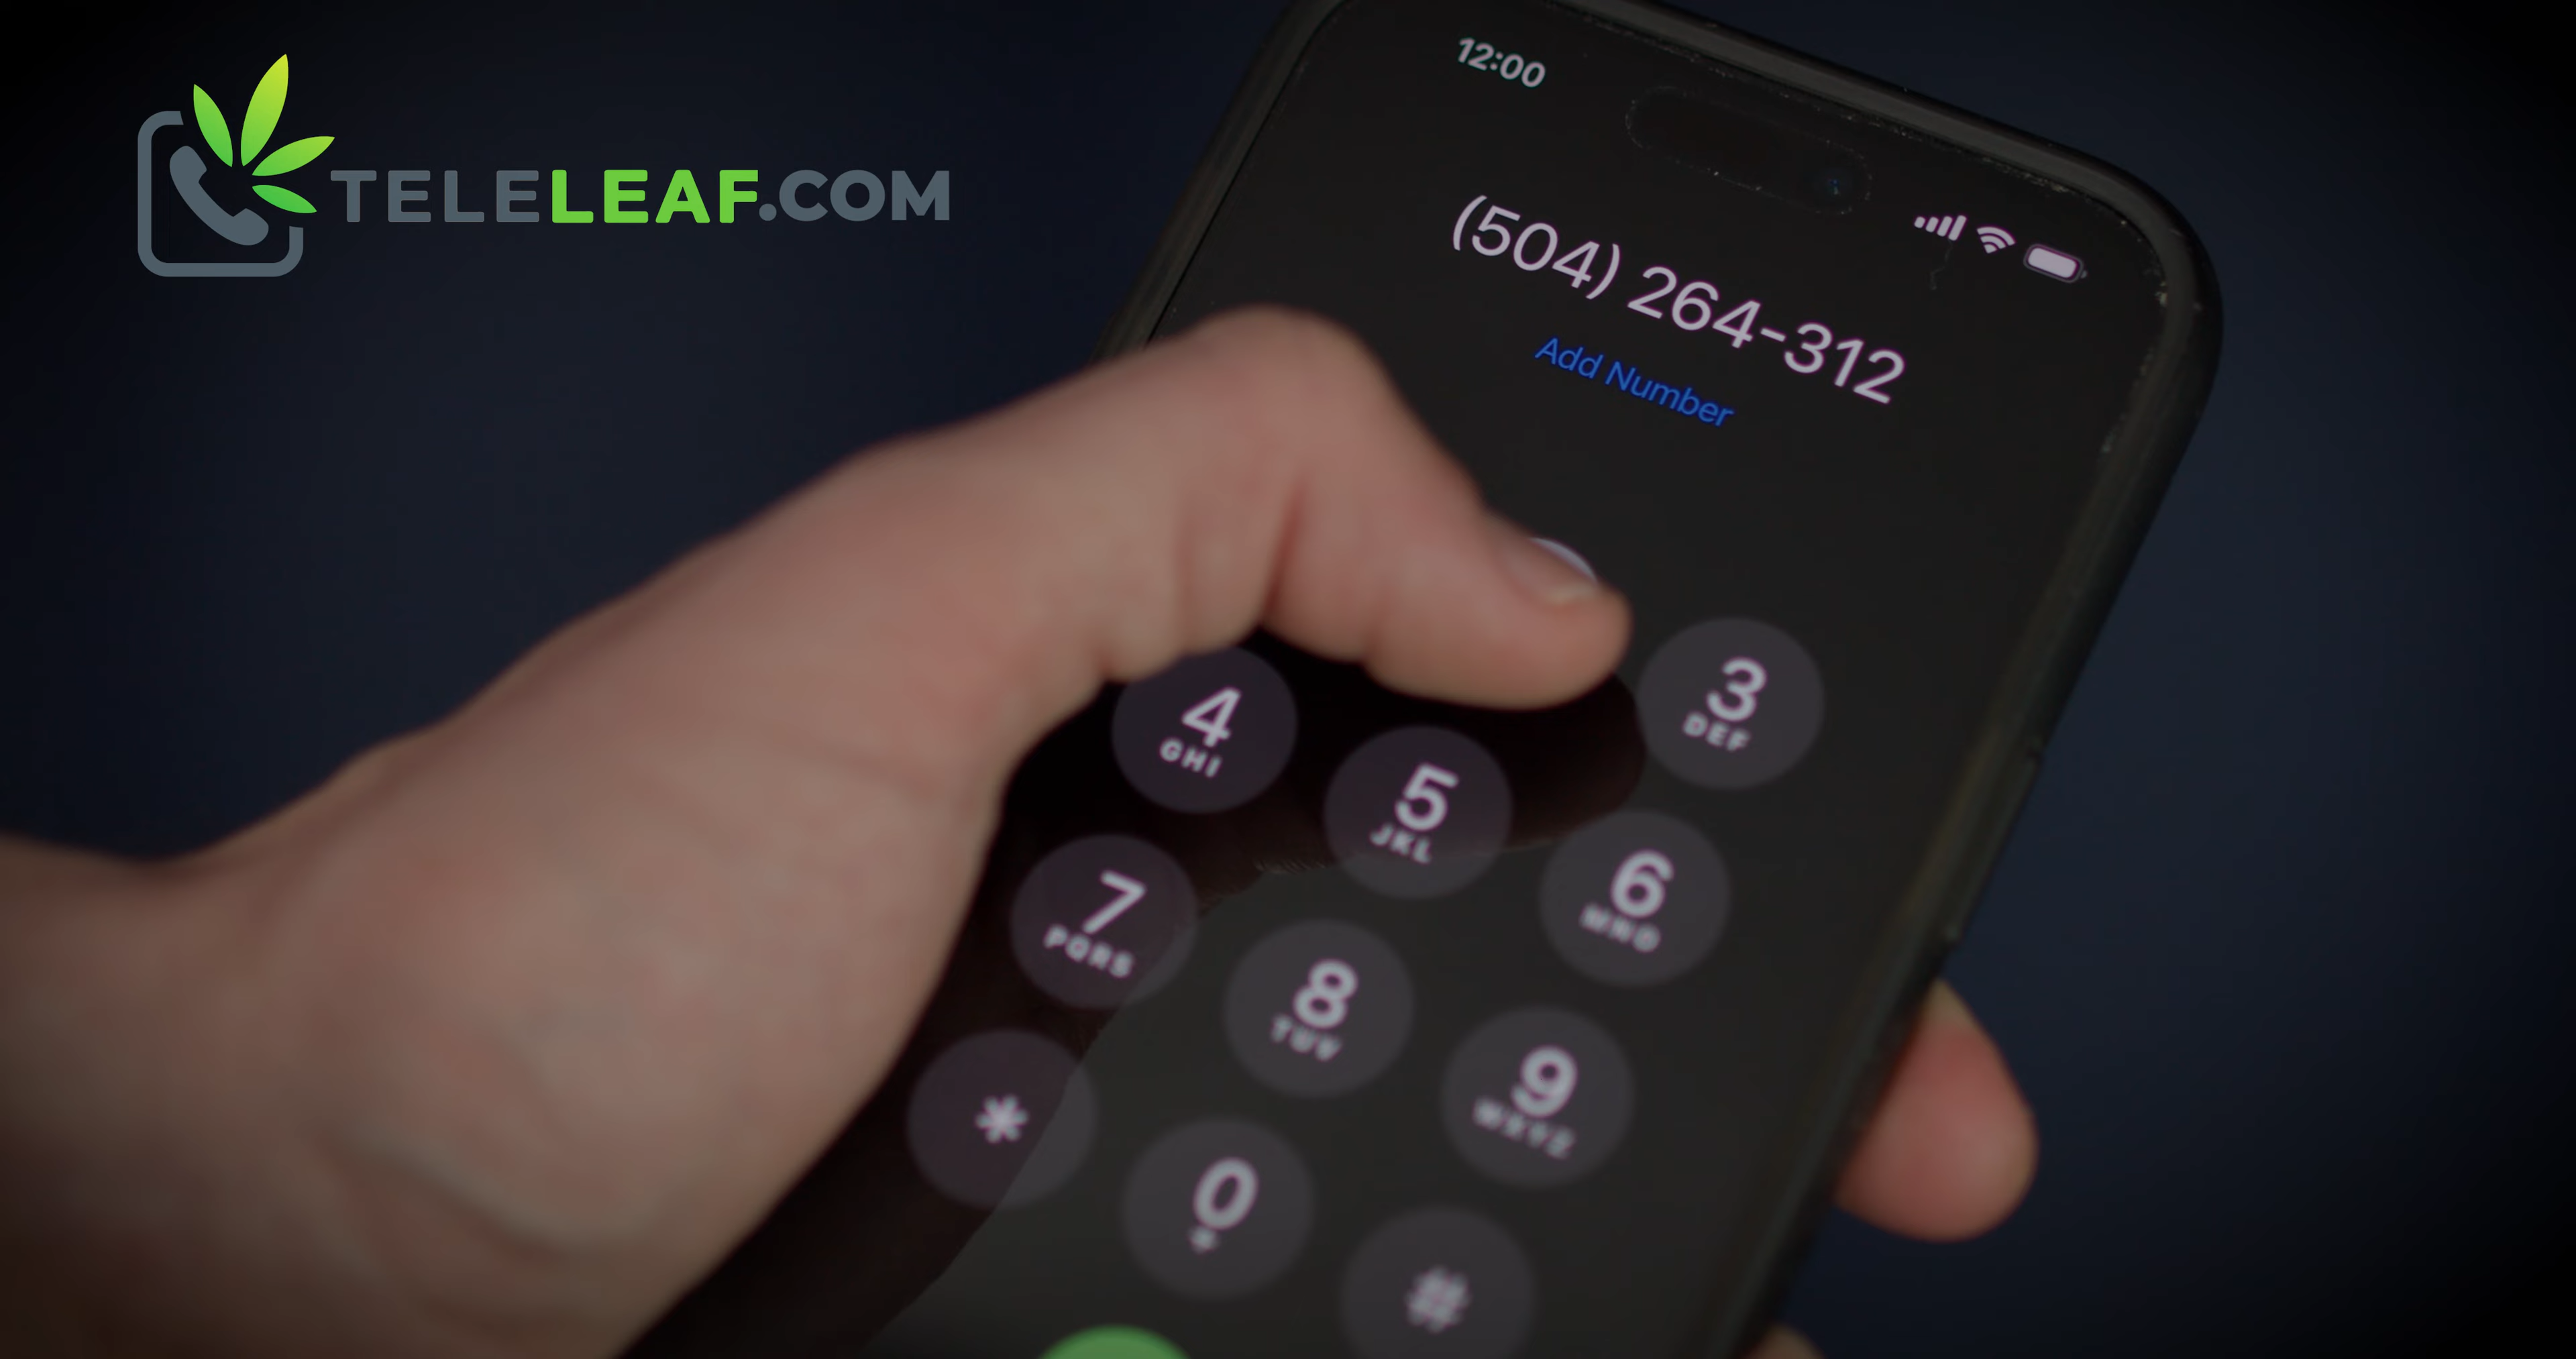 TELELEAF.COM
12:00
(504) 264-312
Add Number
3
DEF
4
GHI
5
JKL
6
MNO
7
PQRS
8
TUV
9
WXYZ
*
0
+
#